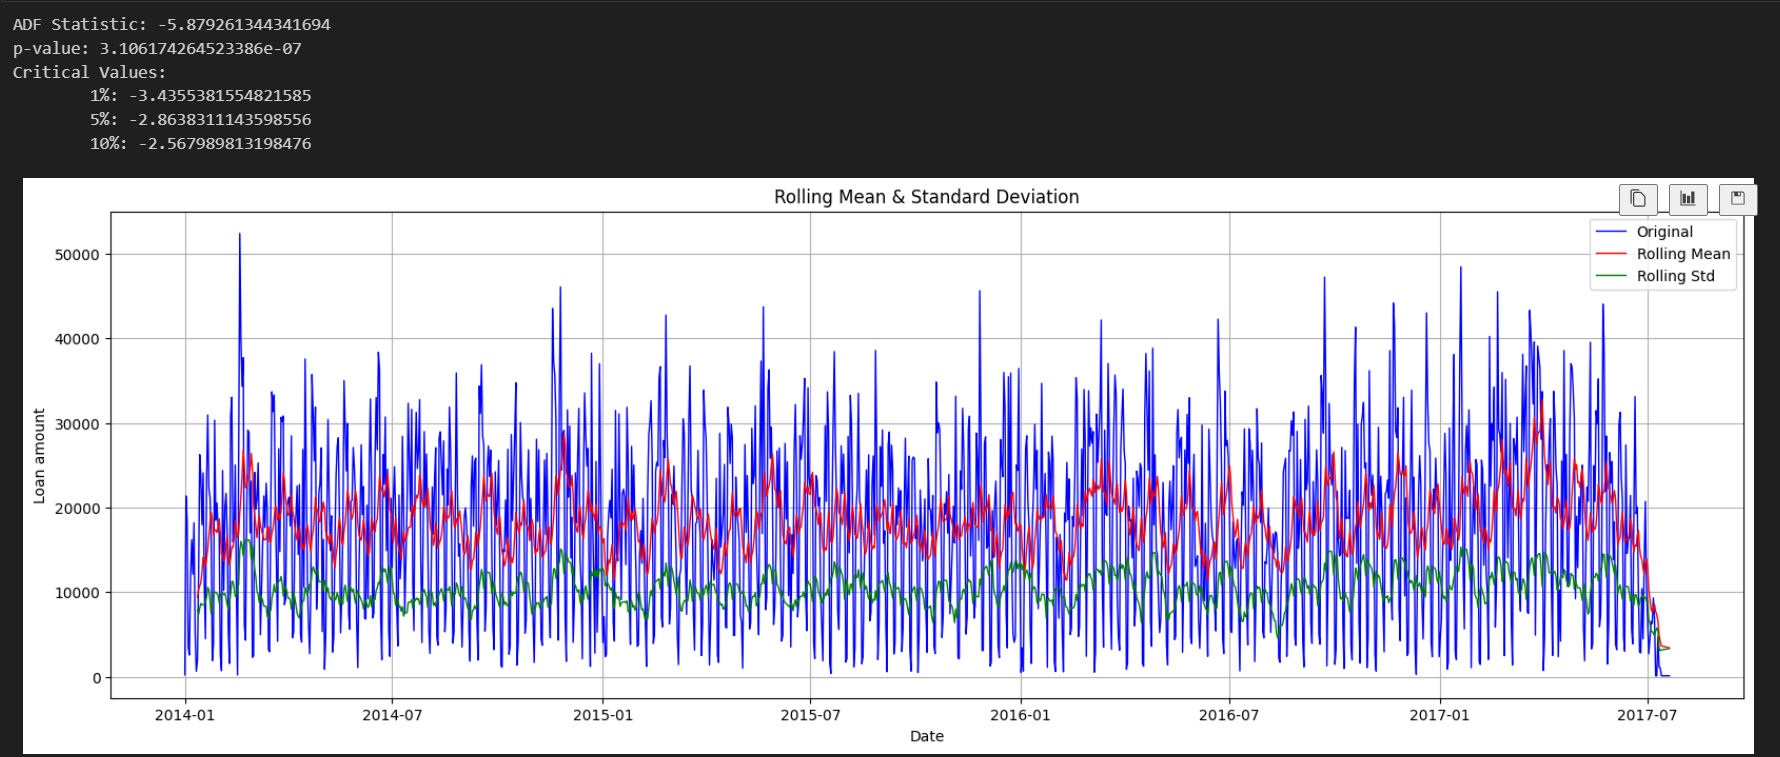 ADF Statistic: -5.879261344341694
p-value: 3.106174264523386e-07
Critical Values:
1%: -3.4355381554821585
5%: -2.8638311143598556
10%: -2.567989813198476
Rolling Mean & Standard Deviation
Original
Rolling Mean
Rolling Std
Loan amount
50000
40000
30000
20000
10000
0
2014-01
2014-07
2015-01
2015-07
2016-01
2016-07
2017-01
2017-07
Date